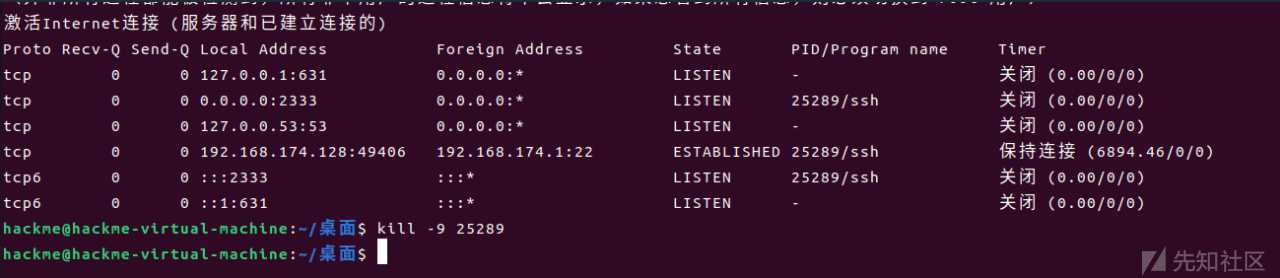 激活Internet连接 (服务器和已建立连接的)
Proto Recv-Q Send-Q Local Address           Foreign Address         State       PID/Program name     Timer
tcp        0      0 127.0.0.1:631           0.0.0.0:*               LISTEN      -                    关闭 (0.00/0/0)
tcp        0      0 0.0.0.0:2333            0.0.0.0:*               LISTEN      25289/ssh            关闭 (0.00/0/0)
tcp        0      0 127.0.0.53:53           0.0.0.0:*               LISTEN      -                    关闭 (0.00/0/0)
tcp        0      0 192.168.174.128:49406   192.168.174.1:22        ESTABLISHED 25289/ssh            保持连接 (6894.46/0/0)
tcp6       0      0 :::2333                 :::*                    LISTEN      25289/ssh            关闭 (0.00/0/0)
tcp6       0      0 ::1:631                 :::*                    LISTEN      -                    关闭 (0.00/0/0)
hackme@hackme-virtual-machine:~/桌面$ kill -9 25289
hackme@hackme-virtual-machine:~/桌面$
先知社区